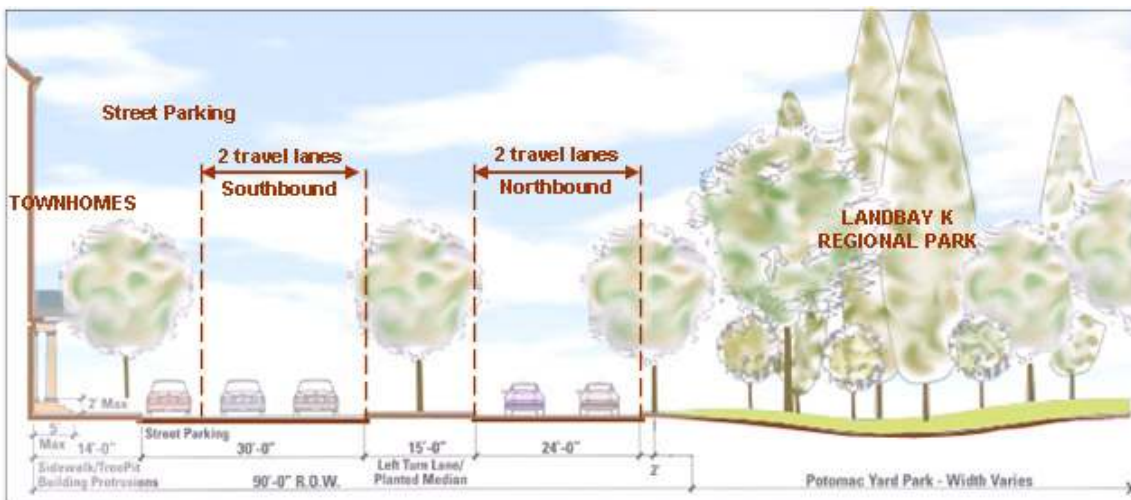 Street Parking
2 travel lanes
Southbound
2 travel lanes
Northbound
TOWNHOMES
LANDBAY K
REGIONAL PARK
2' Max
5'
Max
14'-0"
Street Parking
30'-0"
15'-0"
24'-0"
2'
Sidewalk/TreePit
Building Protrusions
90'-0" R.O.W.
Left Turn Lane/
Planted Median
Potomac Yard Park - Width Varies